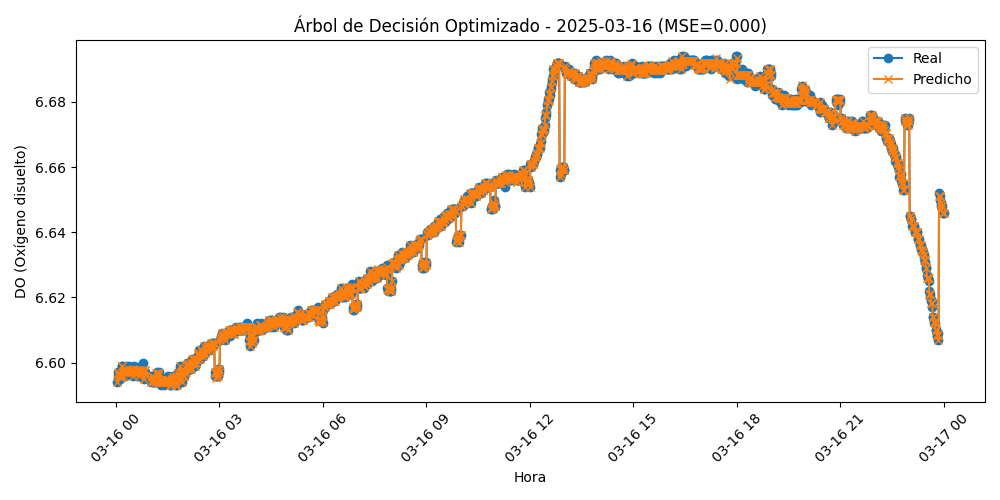 Árbol de Decisión Optimizado - 2025-03-16 (MSE=0.000)
Real
Predicho
DO (Oxígeno disuelto)
6.68
6.66
6.64
6.62
6.60
03-16 00
03-16 03
03-16 06
03-16 09
03-16 12
03-16 15
03-16 18
03-16 21
03-17 00
Hora